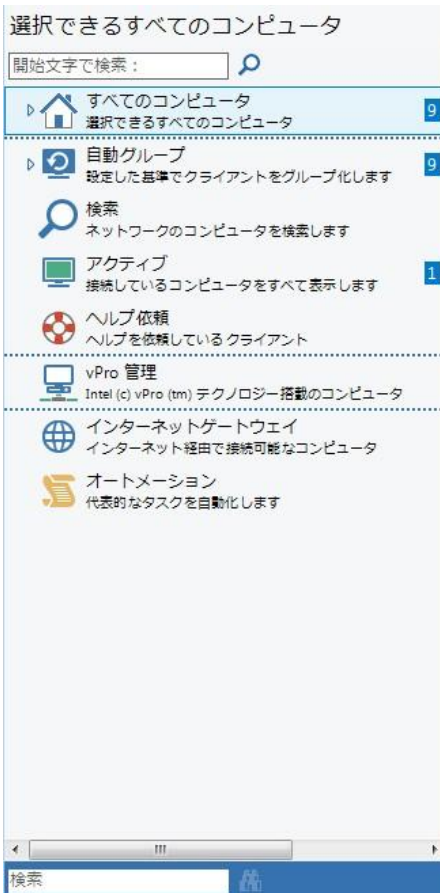 選択できるすべてのコンピュータ
開始文字で検索：
すべてのコンピュータ
選択できるすべてのコンピュータ
9
自動グループ
設定した基準でクライアントをグループ化します
9
検索
ネットワークのコンピュータを検索します
アクティブ
接続しているコンピュータをすべて表示します
1
ヘルプ依頼
ヘルプを依頼しているクライアント
vPro 管理
Intel (c) vPro (tm) テクノロジー搭載のコンピュータ
インターネットゲートウェイ
インターネット経由で接続可能なコンピュータ
オートメーション
代表的なタスクを自動化します
検索